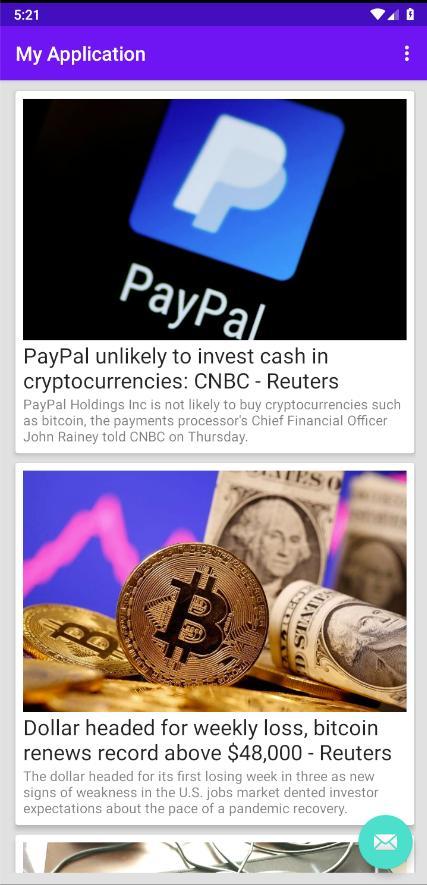 5:21
My Application
PayPal
PayPal unlikely to invest cash in
cryptocurrencies: CNBC - Reuters
PayPal Holdings Inc is not likely to buy cryptocurrencies such
as bitcoin, the payments processor's Chief Financial Officer
John Rainey told CNBC on Thursday.
Dollar headed for weekly loss, bitcoin
renews record above $48,000 - Reuters
The dollar headed for its first losing week in three as new
signs of weakness in the U.S. jobs market dented investor
expectations about the pace of a pandemic recovery.